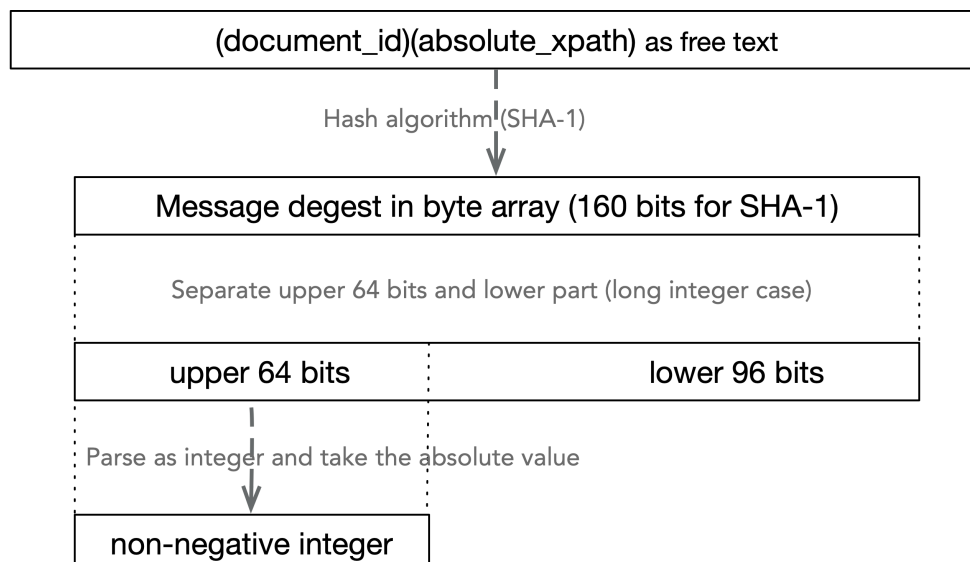 (document_id)(absolute_xpath) as free text
Hash algorithm (SHA-1)
Message degest in byte array (160 bits for SHA-1)
Separate upper 64 bits and lower part (long integer case)
upper 64 bits
lower 96 bits
Parse as integer and take the absolute value
non-negative integer